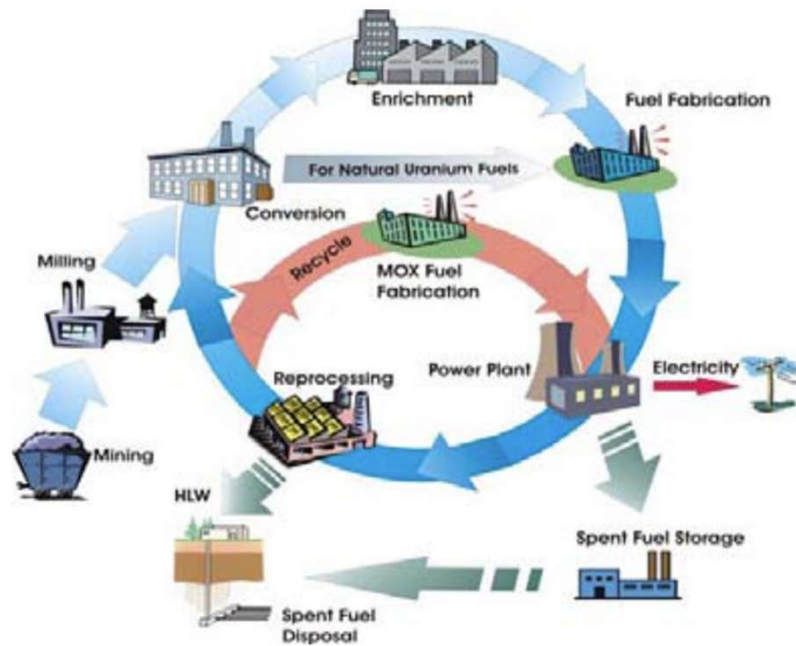 Enrichment
Fuel Fabrication
For Natural Uranium Fuels
Conversion
Milling
Recycle
MOX Fuel
Fabrication
Reprocessing
Power Plant
Electricity
Mining
HLW
Spent Fuel Storage
Spent Fuel
Disposal